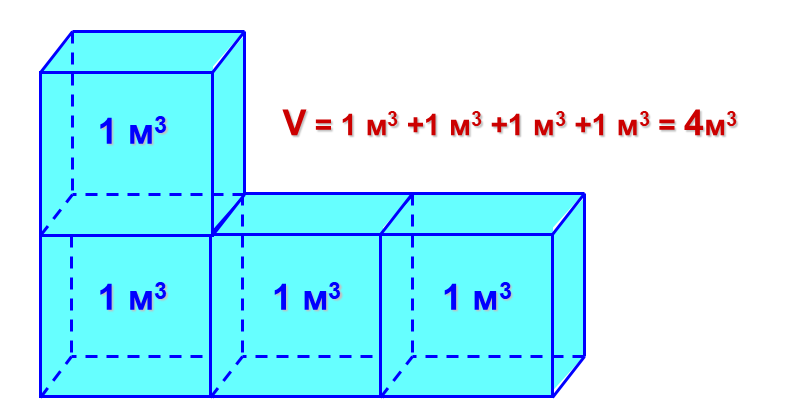 1 м³
V = 1 м³ +1 м³ +1 м³ +1 м³ = 4м³
1 м³ 1 м³ 1 м³